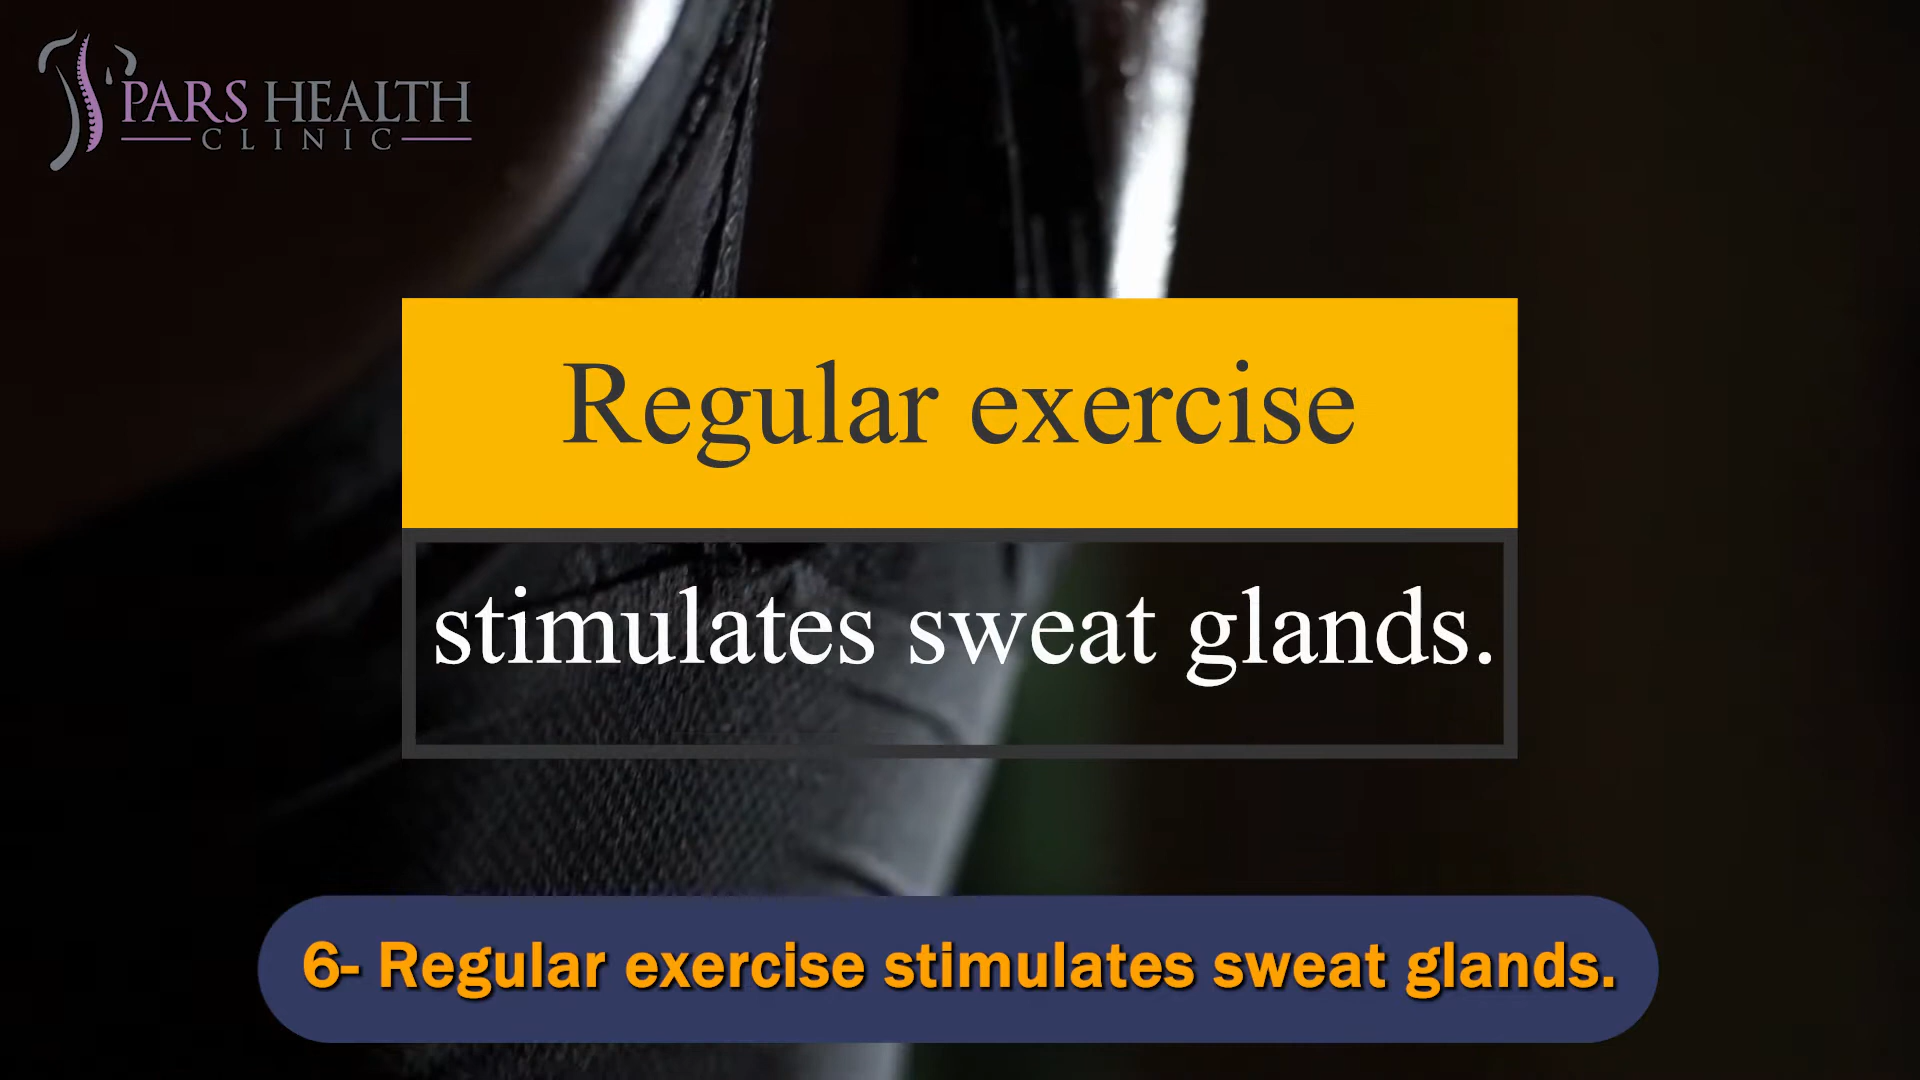 PARS HEALTH
CLINIC
Regular exercise
stimulates sweat glands.
6- Regular exercise stimulates sweat glands.